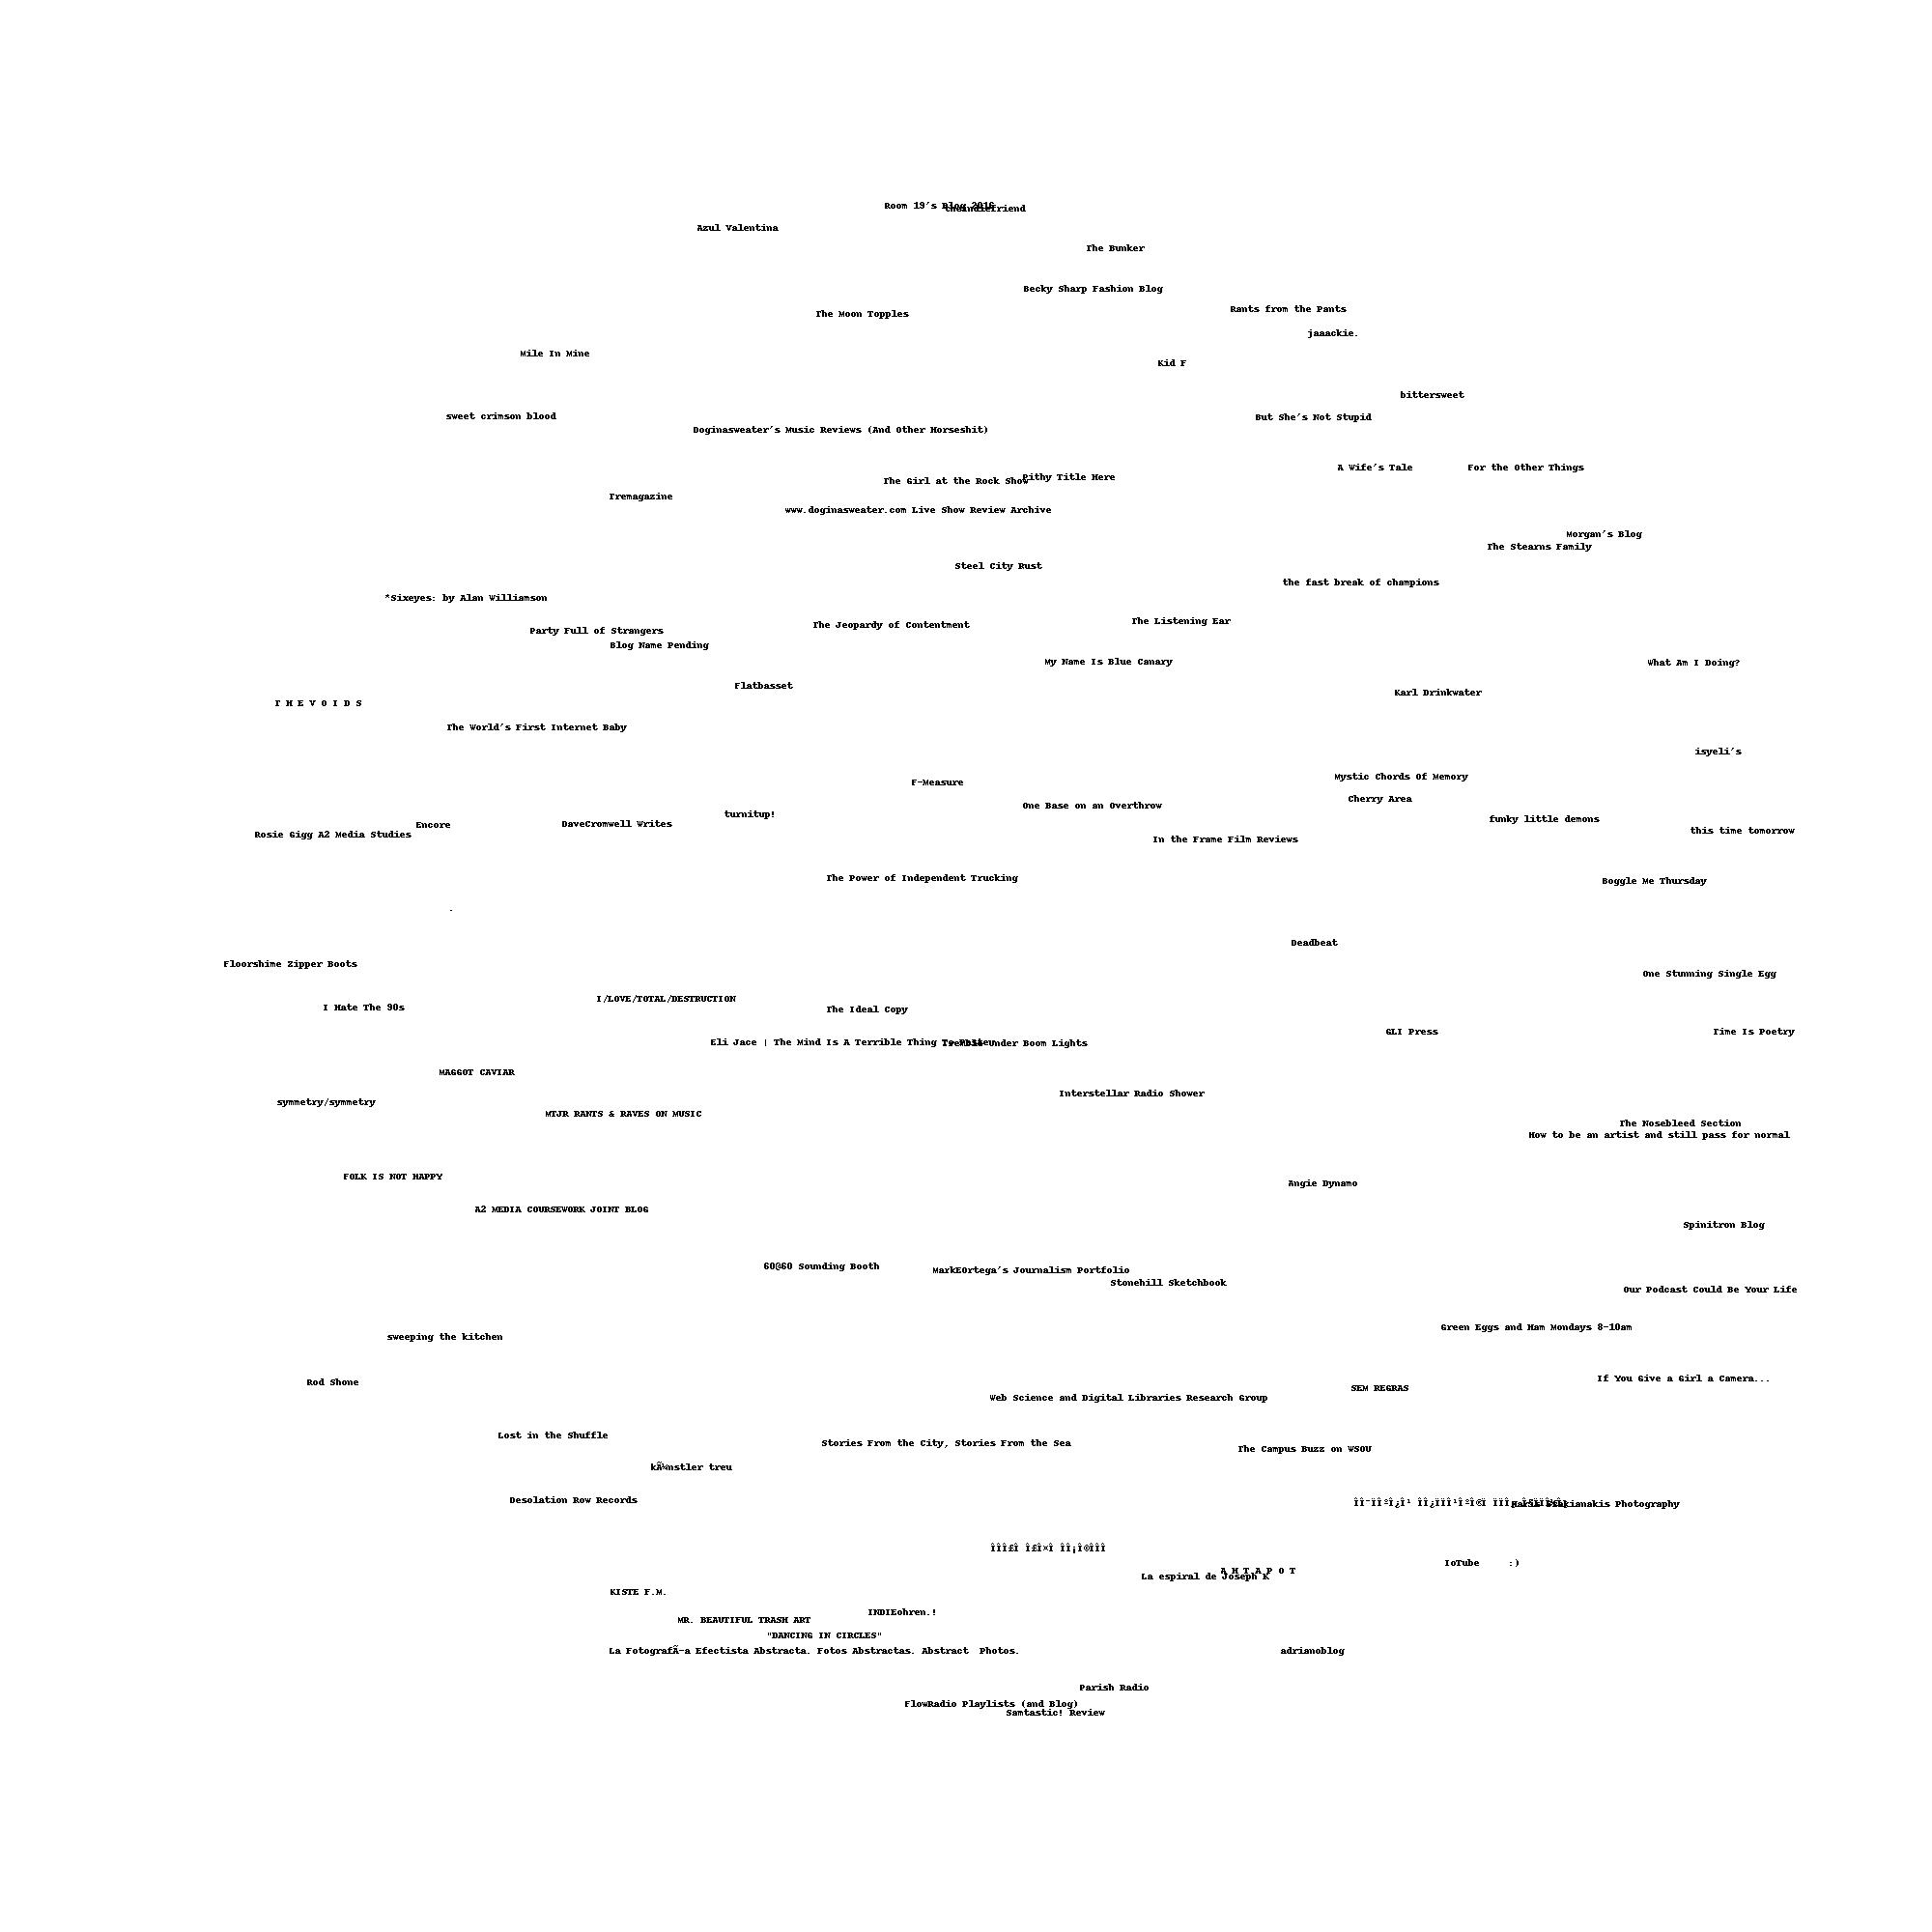 Room 19's Blog 2016
theindiefriend
Azul Valentina
The Bunker
Becky Sharp Fashion Blog
Rants from the Pants
The Moon Topples
jaaackie.
Mile In Mine
Kid F
bittersweet
sweet crimson blood
But She's Not Stupid
Doginasweater's Music Reviews (And Other Horseshit)
A Wife's Tale
For the Other Things
Pithy Title Here
The Girl at the Rock Show
Tremagazine
www.doginasweater.com Live Show Review Archive
Morgan's Blog
The Stearns Family
Steel City Rust
the fast break of champions
*Sixeyes: by Alan Williamson
The Listening Ear
The Jeopardy of Contentment
Party Full of Strangers
Blog Name Pending
My Name Is Blue Canary
What Am I Doing?
Flatbasset
Karl Drinkwater
T H E V O I D S
The World's First Internet Baby
isyeli's
Mystic Chords Of Memory
F-Measure
Cherry Area
One Base on an Overthrow
turnitup!
funky little demons
Encore
DaveCromwell Writes
this time tomorrow
Rosie Gigg A2 Media Studies
In the Frame Film Reviews
The Power of Independent Trucking
Boggle Me Thursday
.
Deadbeat
Floorshime Zipper Boots
One Stunning Single Egg
I/LOVE/TOTAL/DESTRUCTION
I Hate The 90s
The Ideal Copy
GLI Press
Time Is Poetry
Eli Jace | The Mind Is A Terrible Thing To Paste
Tremble Under Boom Lights
MAGGOT CAVIAR
Interstellar Radio Shower
symmetry/symmetry
MTJR RANTS & RAVES ON MUSIC
The Nosebleed Section
How to be an artist and still pass for normal
FOLK IS NOT HAPPY
Angie Dynamo
A2 MEDIA COURSEWORK JOINT BLOG
Spinitron Blog
60@60 Sounding Booth
MarkEOrtega's Journalism Portfolio
Stonehill Sketchbook
Our Podcast Could Be Your Life
Green Eggs and Ham Mondays 8-10am
sweeping the kitchen
If You Give a Girl a Camera...
Rod Shone
SEM REGRAS
Web Science and Digital Libraries Research Group
Lost in the Shuffle
Stories From the City, Stories From the Sea
The Campus Buzz on WSOU
kÃ¼nstler treu
Desolation Row Records
Photography
IoTube     :)
A H T A P O T
La espiral de Joseph K
KISTE F.M.
INDIEohren.!
MR. BEAUTIFUL TRASH ART
"DANCING IN CIRCLES"
La FotografÃ-a Efectista Abstracta. Fotos Abstractas. Abstract  Photos.
adrianoblog
Parish Radio
FlowRadio Playlists (and Blog)
Samtastic! Review